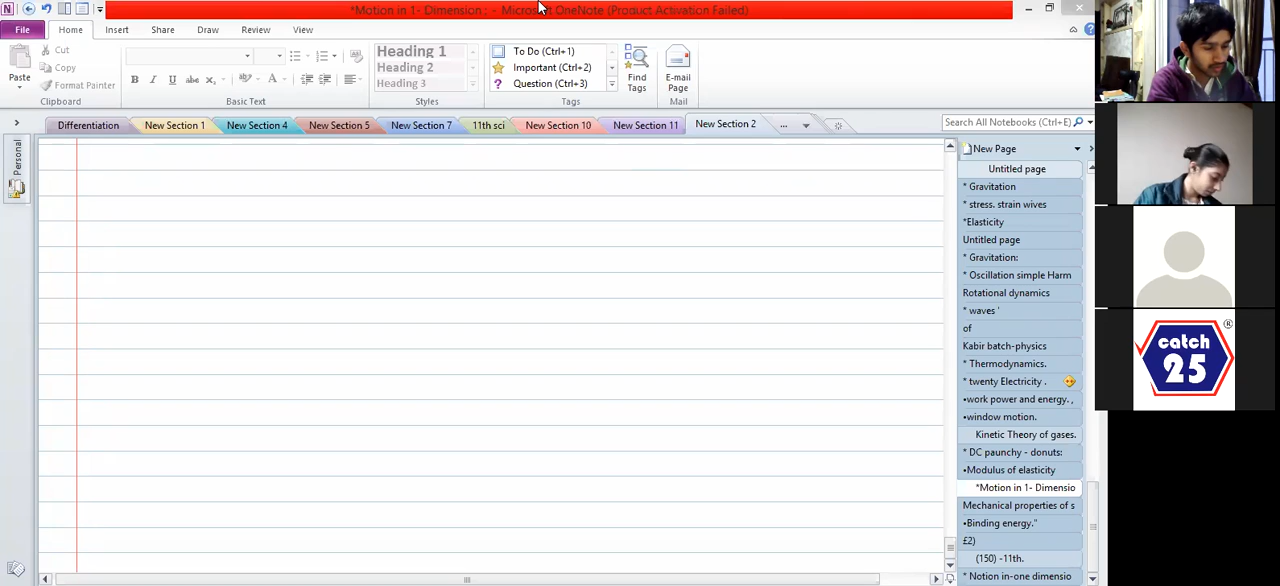 *Motion in 1- Dimension : - Microsoft OneNote (Product Activation Failed)
File
Home
Insert
Share
Draw
Review
View
Paste
Cut
Copy
Format Painter
Clipboard
B I U abc x₂
ab A
Basic Text
Heading 1
Heading 2
Heading 3
Styles
To Do (Ctrl+1)
Important (Ctrl+2)
? Question (Ctrl+3)
Tags
Find
Tags
E-mail
Page
Mail
Differentiation
New Section 1
New Section 4
New Section 5
New Section 7
11th sci
New Section 10
New Section 11
New Section 2
...
Search All Notebooks (Ctrl+E)
Personal
New Page
Untitled page
* Gravitation
* stress. strain wives
*Elasticity
Untitled page
* Gravitation:
* Oscillation simple Harm
Rotational dynamics
* waves '
of
Kabir batch-physics
* Thermodynamics.
* twenty Electricity .
•work power and energy. ,
•window motion.
Kinetic Theory of gases.
* DC paunchy - donuts:
•Modulus of elasticity
*Motion in 1- Dimensio
Mechanical properties of s
•Binding energy."
£2)
(150) -11th.
* Notion in-one dimensio
catch
25
®